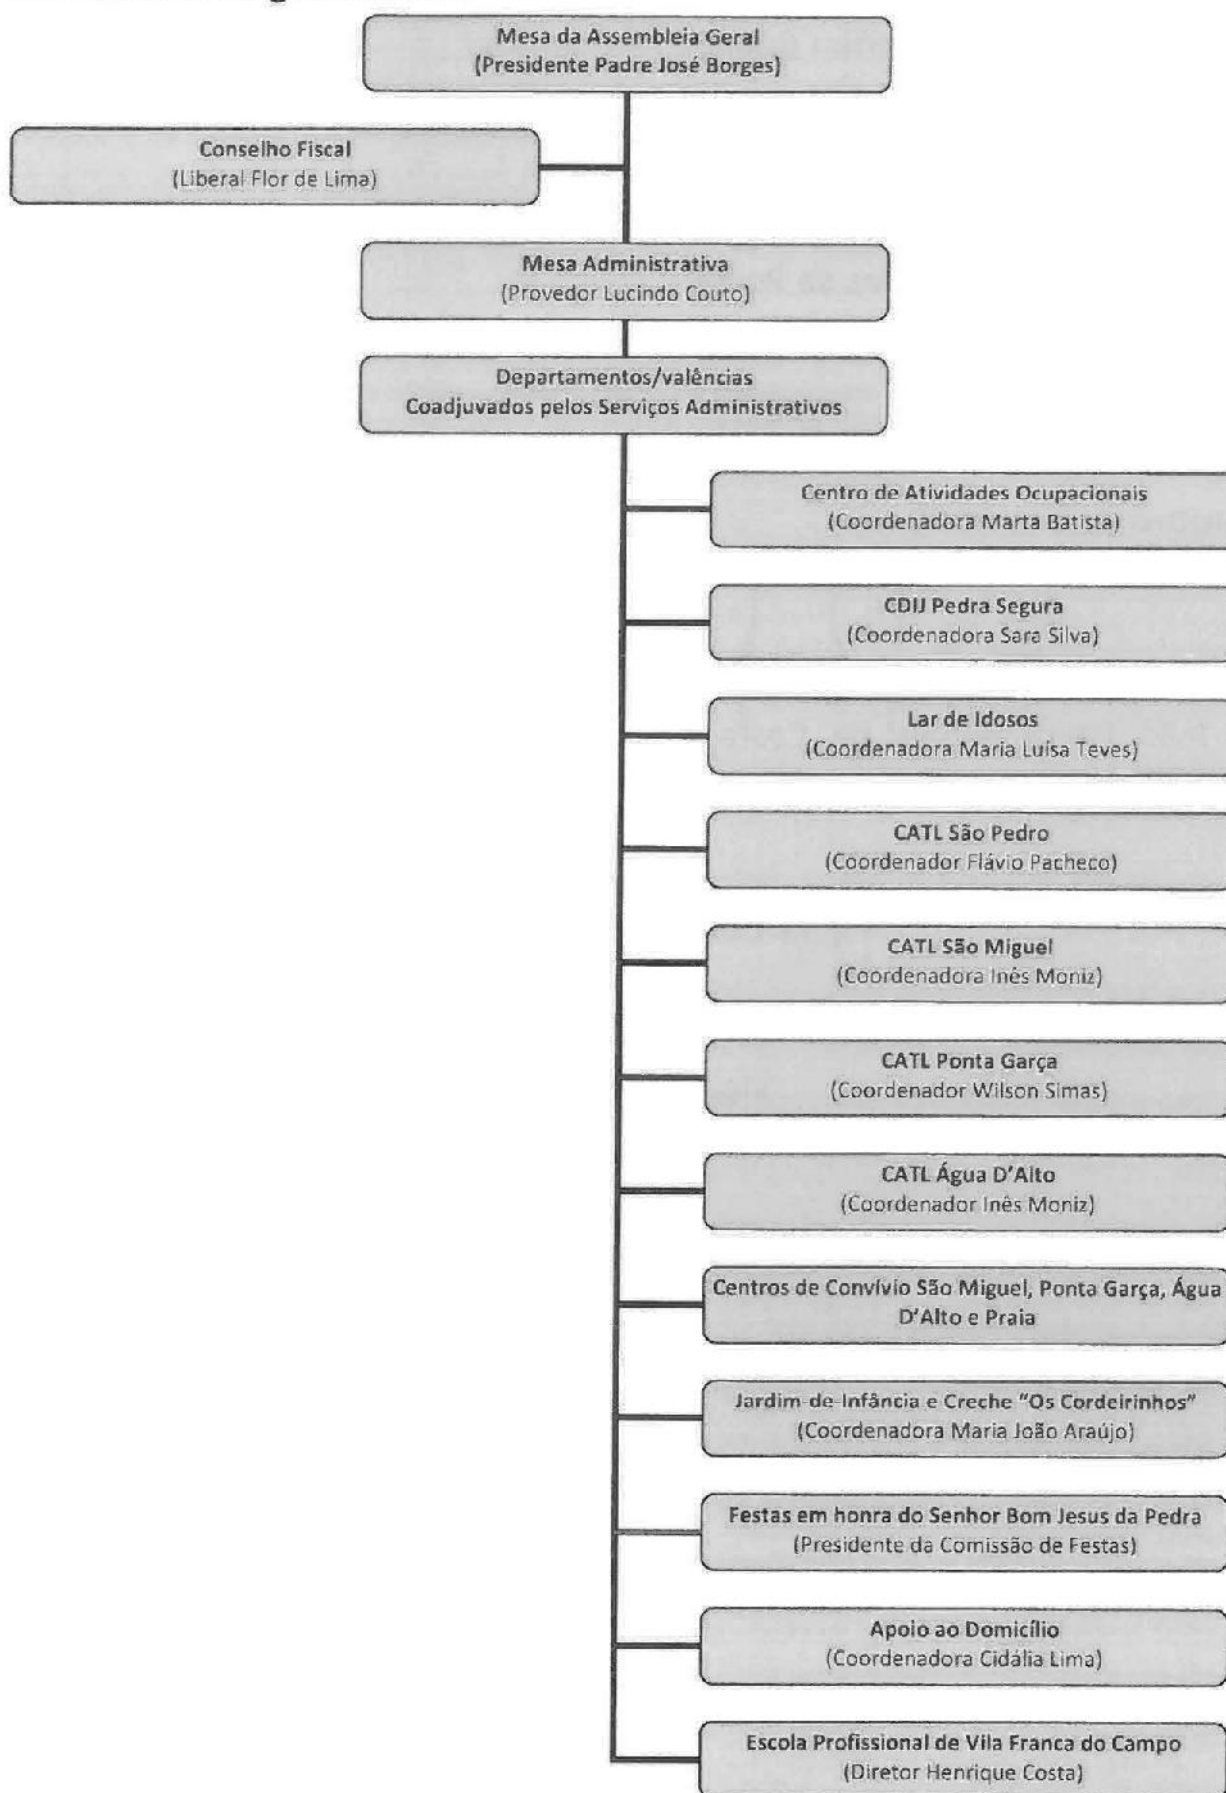 Mesa da Assembleia Geral
(Presidente Padre José Borges)
Conselho Fiscal
(Liberal Flor de Lima)
Mesa Administrativa
(Provedor Lucindo Couto)
Departamentos/valências
Coadjuvados pelos Serviços Administrativos
Centro de Atividades Ocupacionais
(Coordenadora Marta Batista)
CDIJ Pedra Segura
(Coordenadora Sara Silva)
Lar de Idosos
(Coordenadora Maria Luísa Teves)
CATL São Pedro
(Coordenador Flávio Pacheco)
CATL São Miguel
(Coordenadora Inês Moniz)
CATL Ponta Garça
(Coordenador Wilson Simas)
CATL Água D'Alto
(Coordenador Inês Moniz)
Centros de Convívio São Miguel, Ponta Garça, Água
D'Alto e Praia
Jardim-de-Infância e Creche "Os Cordeirinhos"
(Coordenadora Maria João Araújo)
Festas em honra do Senhor Bom Jesus da Pedra
(Presidente da Comissão de Festas)
Apoio ao Domicílio
(Coordenadora Cidália Lima)
Escola Profissional de Vila Franca do Campo
(Diretor Henrique Costa)